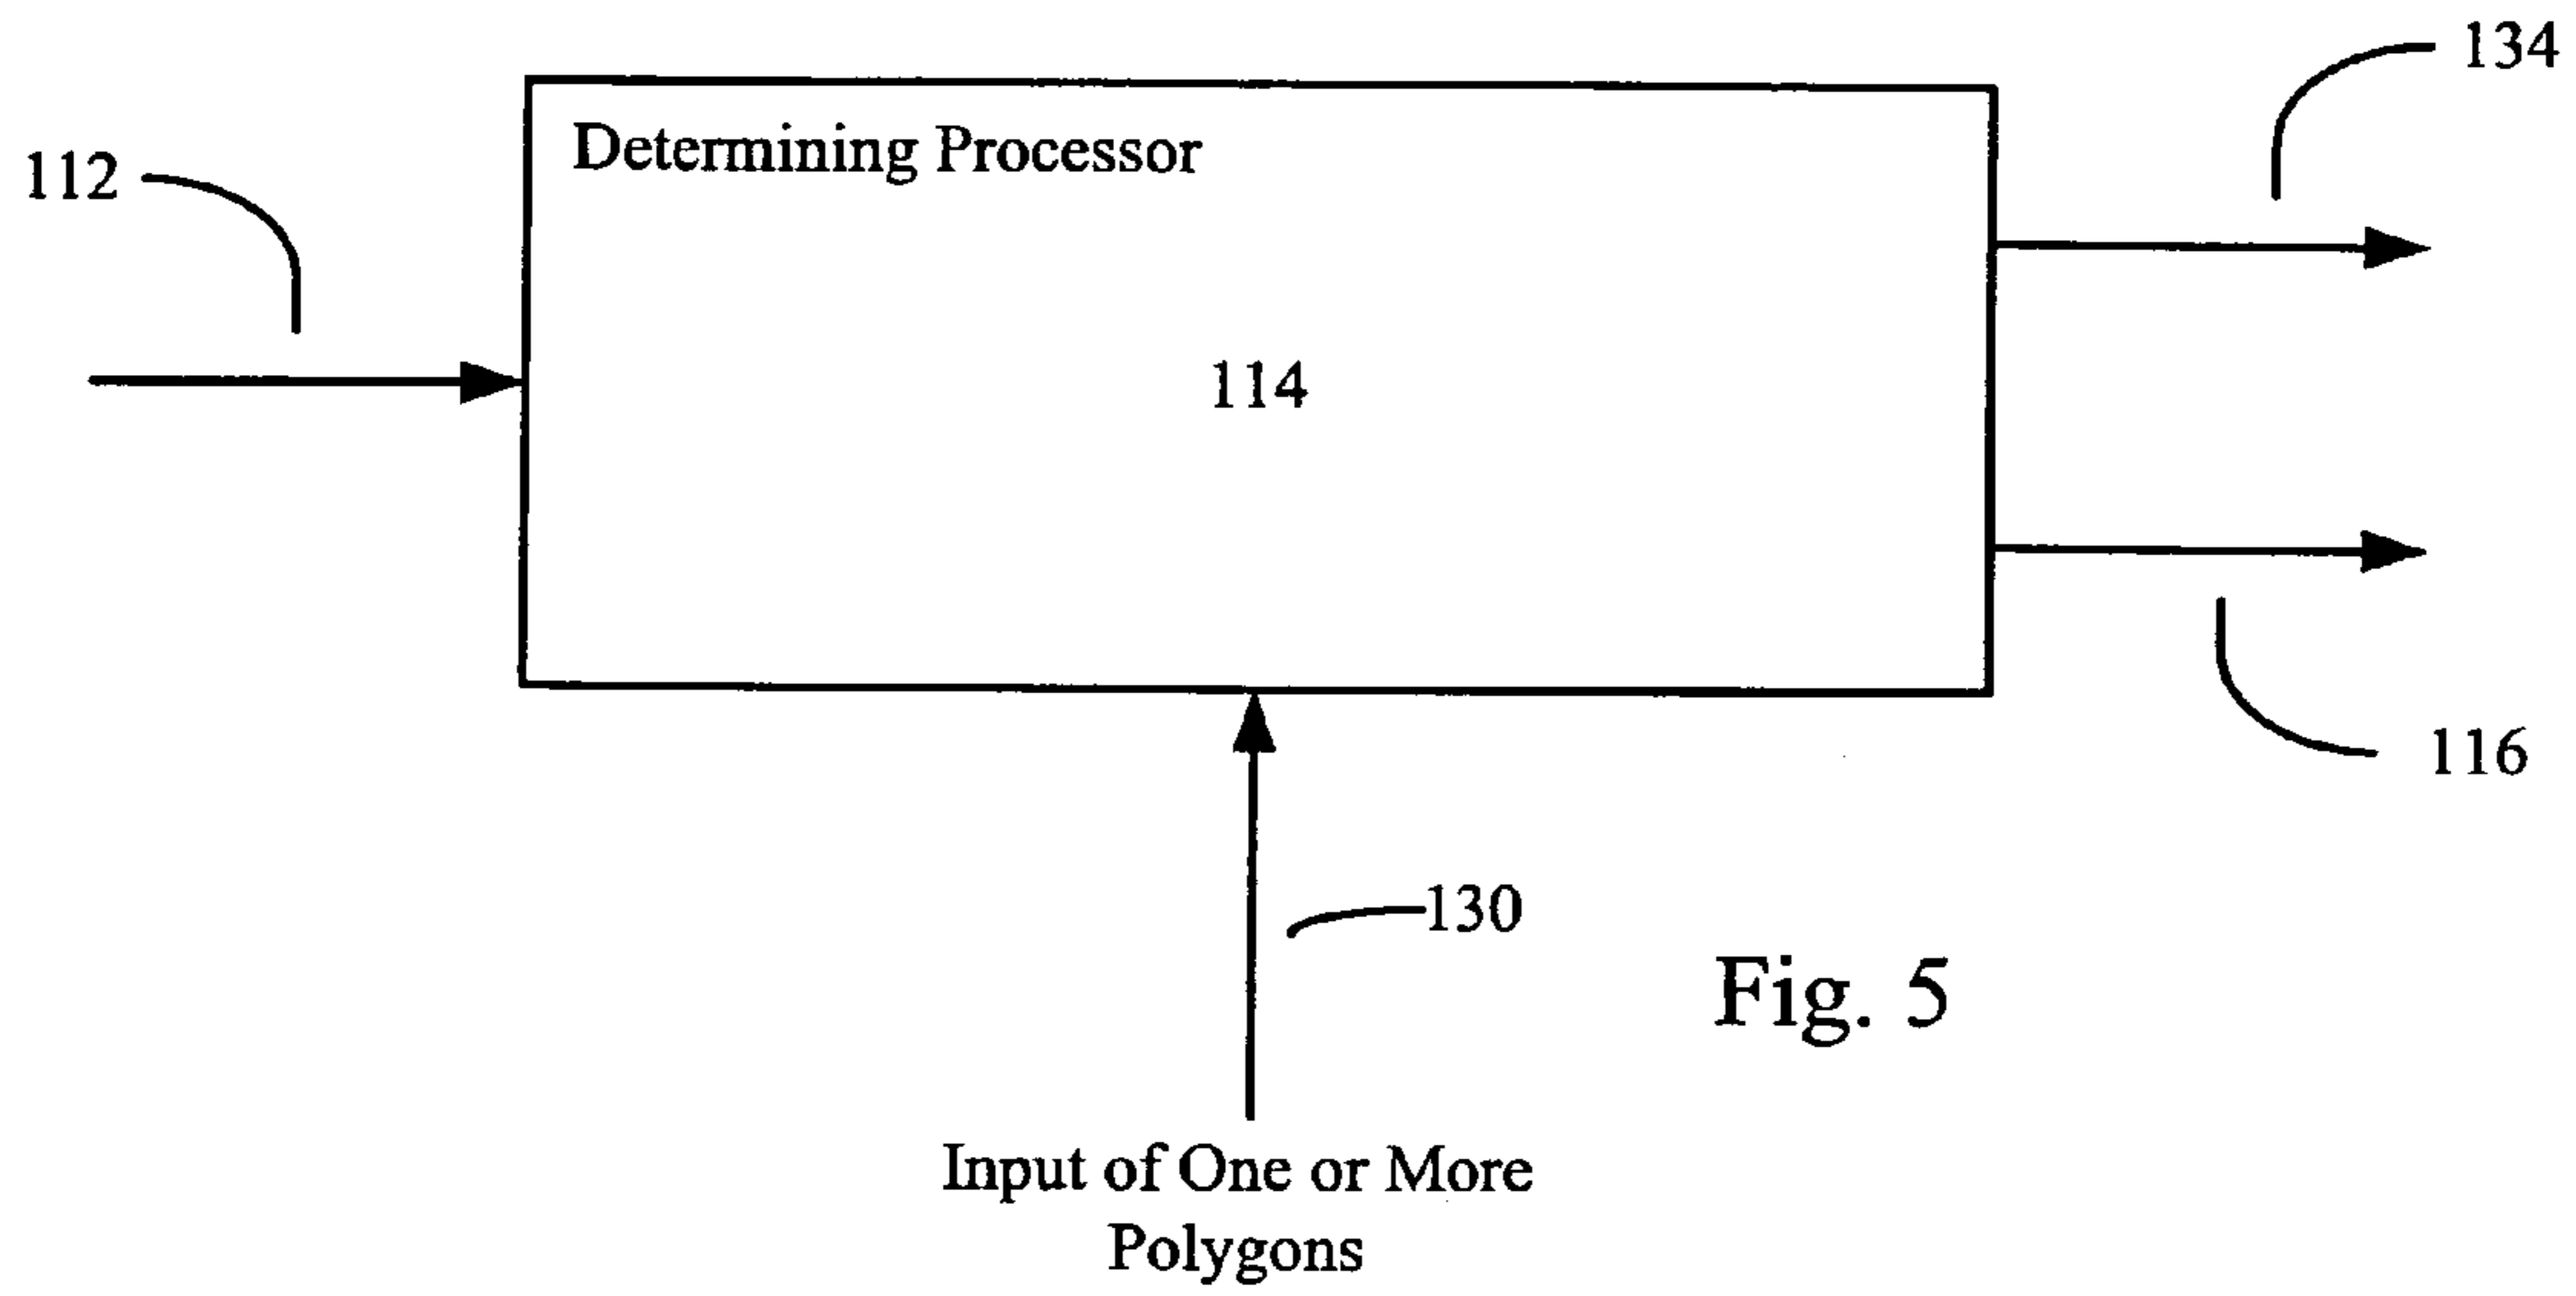 134
Determining Processor
112
114
116
130
Fig. 5
Input of One or More
Polygons